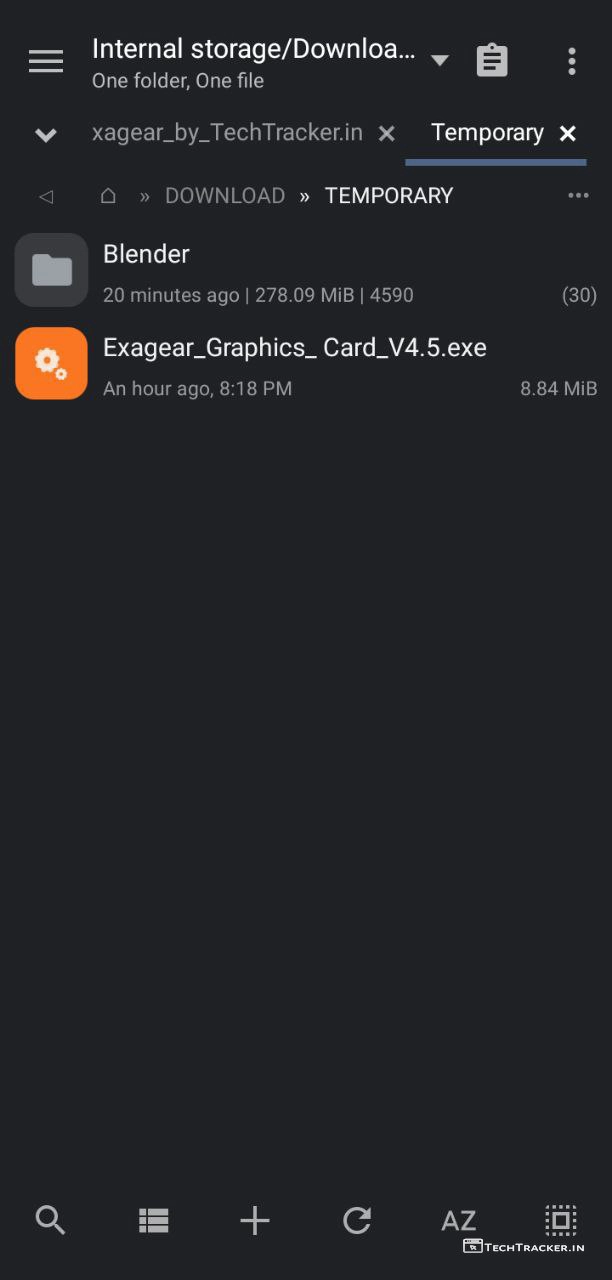 Internal storage/Downloa...
One folder, One file
xagear_by_TechTracker.in
Temporary
DOWNLOAD » TEMPORARY
Blender
20 minutes ago | 278.09 MiB | 4590 (30)
Exagear_Graphics_ Card_V4.5.exe
An hour ago, 8:18 PM 8.84 MiB
AZ
TECHTRACKER.IN